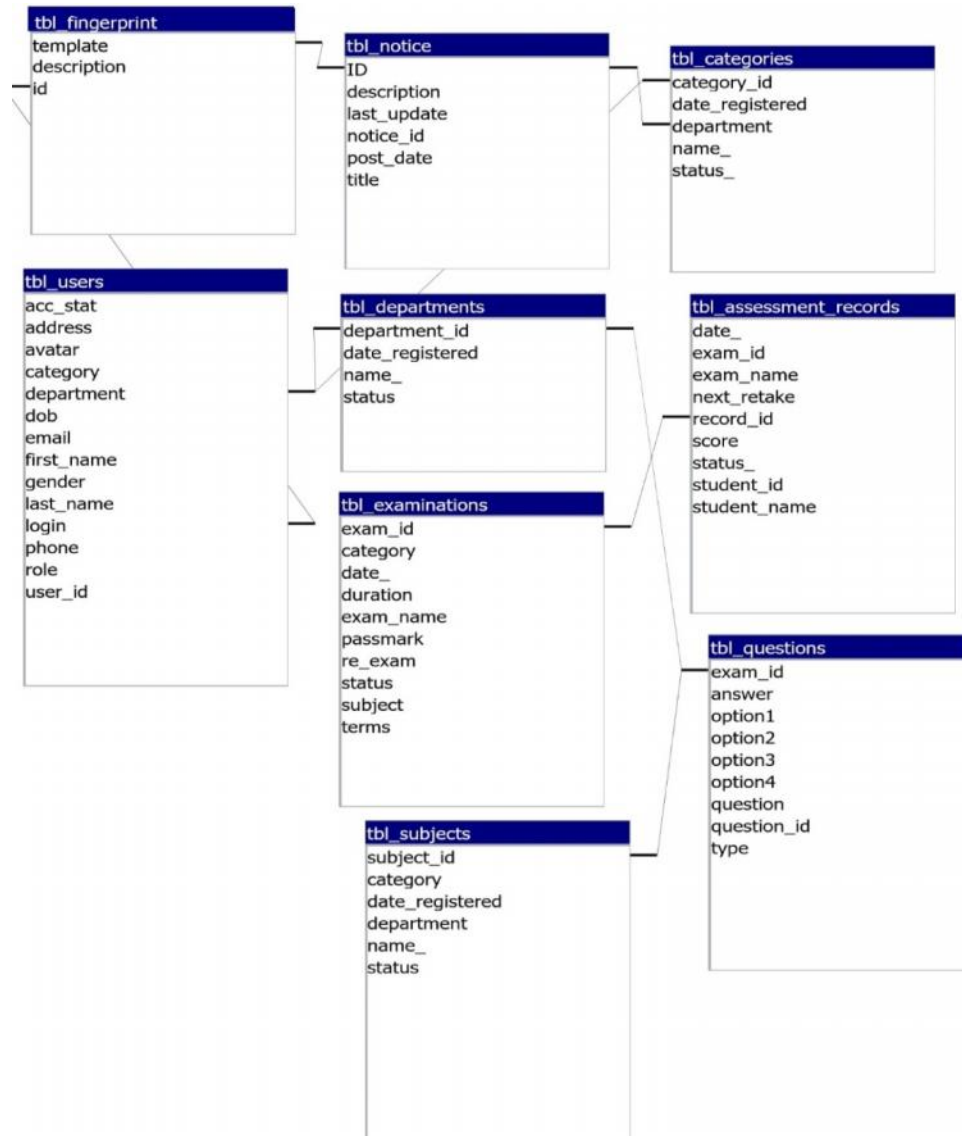 tbl_fingerprint
template
description
id
tbl_notice
ID
description
last_update
notice_id
post_date
title
tbl_categories
category_id
date_registered
department
name_
status_
tbl_users
acc_stat
address
avatar
category
department
dob
email
first_name
gender
last_name
login
phone
role
user_id
tbl_departments
department_id
date_registered
name_
status
tbl_assessment_records
date_
exam_id
exam_name
next_retake
record_id
score
status_
student_id
student_name
tbl_examinations
exam_id
category
date_
duration
exam_name
passmark
re_exam
status
subject
terms
tbl_questions
exam_id
answer
option1
option2
option3
option4
question
question_id
type
tbl_subjects
subject_id
category
date_registered
department
name_
status